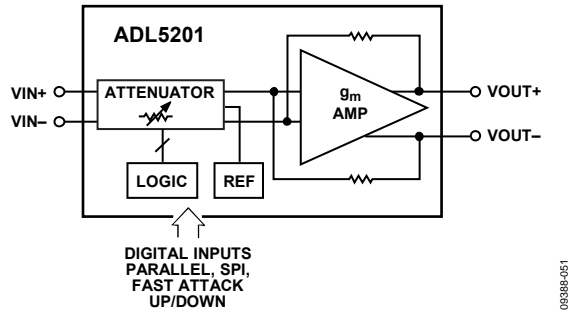 ADL5201
VIN+
VIN–
ATTENUATOR
gm
AMP
VOUT+
VOUT–
LOGIC
REF
DIGITAL INPUTS
PARALLEL, SPI,
FAST ATTACK
UP/DOWN
09388-051